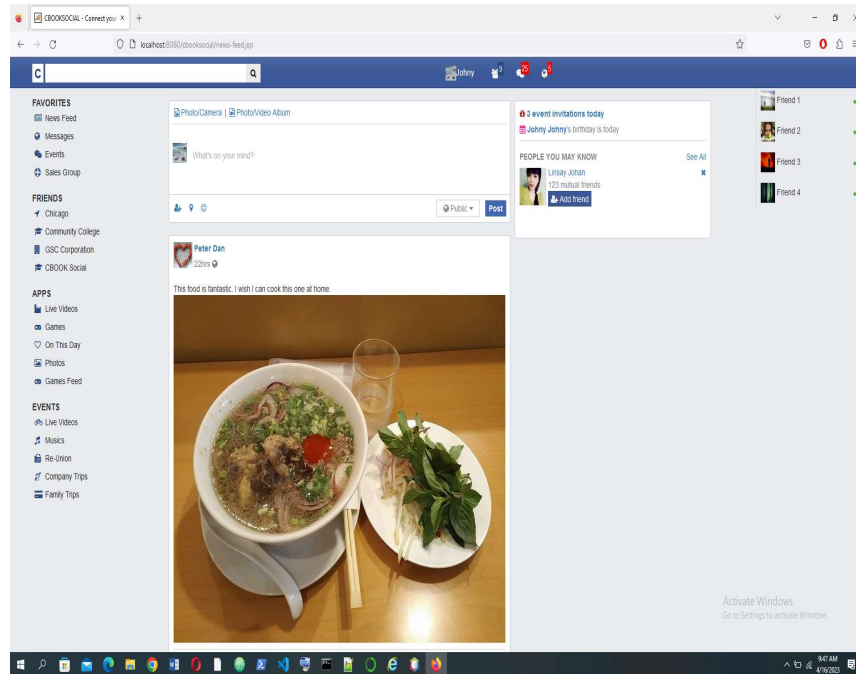 CBOOKSOCIAL - Connect your
localhost:8080/cbooksocial/news-feed.jsp
C
Johny 9 25 5
FAVORITES
News Feed
Messages
Events
Sales Group
FRIENDS
Chicago
Community College
GSC Corporation
CBOOK Social
APPS
Live Videos
Games
On This Day
Photos
Games Feed
EVENTS
Live Videos
Musics
Re-Union
Company Trips
Family Trips
Photo/Camera | Photo/Video Album
What's on your mind?
Public Post
Peter Dan
22hrs
This food is fantastic. I wish I can cook this one at home.
3 event invitations today
Johny Johny's birthday is today
PEOPLE YOU MAY KNOW See All
Linsay Johan
123 mutual friends
Add friend
Friend 1
Friend 2
Friend 3
Friend 4
Activate Windows
Go to Settings to activate Windows.
9:47 AM
4/16/2023